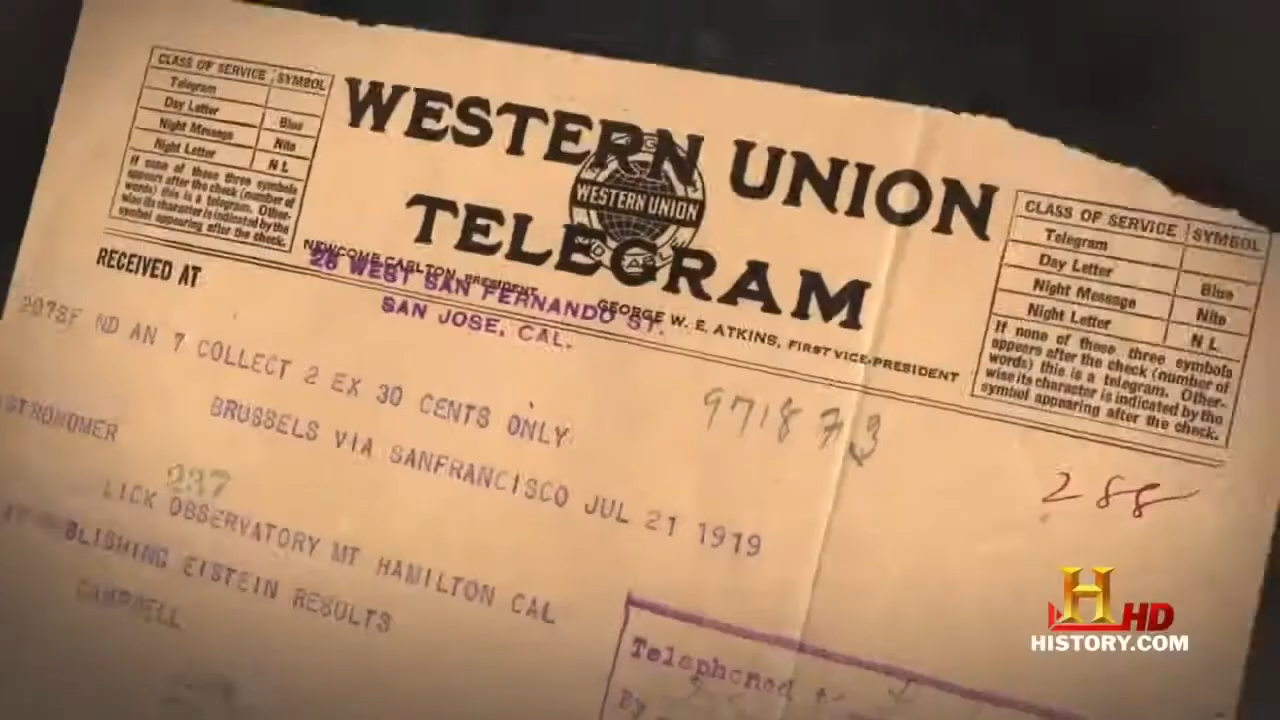 CLASS OF SERVICE SYMBOL
Telegram
Day Letter Blue
Night Message Nite
Night Letter N L
If none of these three symbols
appears after the check (number of
words) this is a telegram. Other-
wise its character is indicated by the
symbol appearing after the check.
WESTERN UNION
WESTERN UNION
TELEGRAM
NEWCOMB CARLTON, PRESIDENT
GEORGE W. E. ATKINS, FIRST VICE-PRESIDENT
CLASS OF SERVICE SYMBOL
Telegram
Day Letter Blue
Night Message Nite
Night Letter N L
If none of these three symbols
appears after the check (number of
words) this is a telegram. Other-
wise its character is indicated by the
symbol appearing after the check.
RECEIVED AT
26 WEST SAN FERNANDO ST.
SAN JOSE, CAL.
207SF ND AN 7 COLLECT 2 EX 30 CENTS ONLY
97187
288
BRUSSELS VIA SANFRANCISCO JUL 21 1919
STRONOMER
237
LICK OBSERVATORY MT HAMILTON CAL
BLISHING EISTEIN RESULTS
CAMPBELL
Telephoned
By
H HD
HISTORY.COM